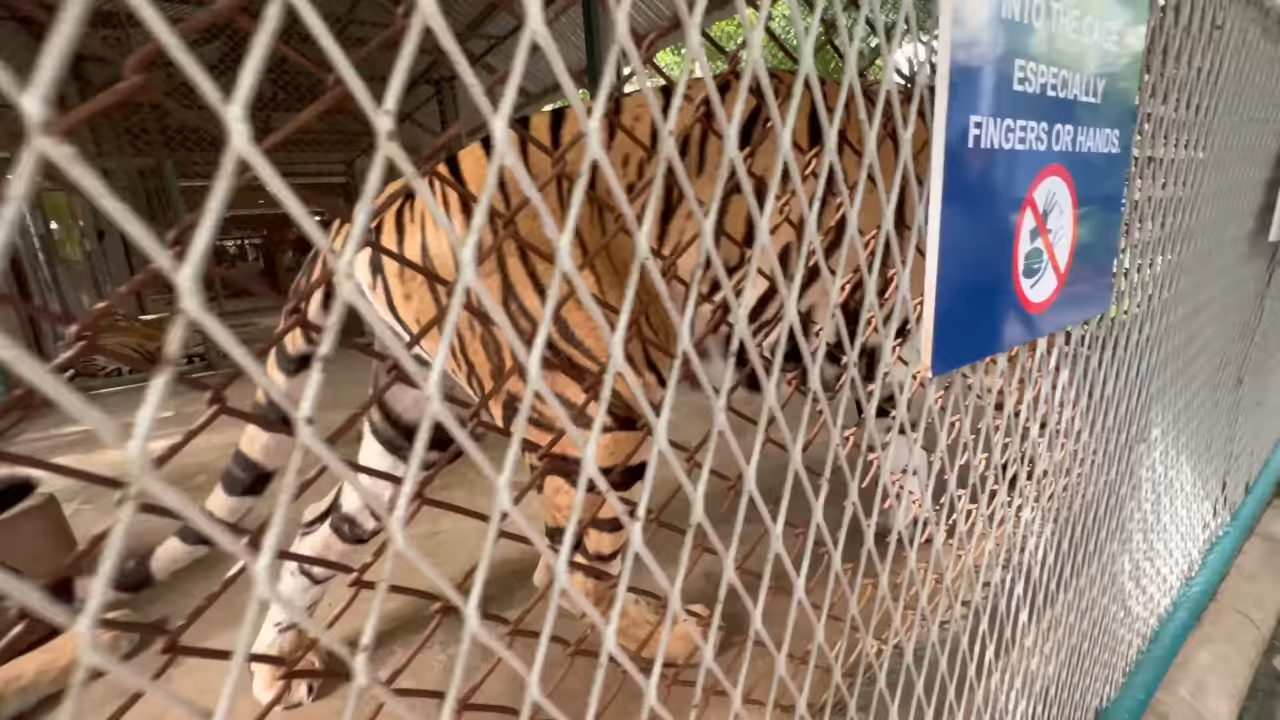 INTO THE CAGE
ESPECIALLY
FINGERS OR HANDS.